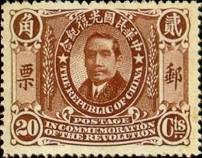 貳角
中華民國光復紀念
郵票
THE REPUBLIC OF CHINA
POSTAGE
20 IN COMMEMORATION Cts
OF THE REVOLUTION